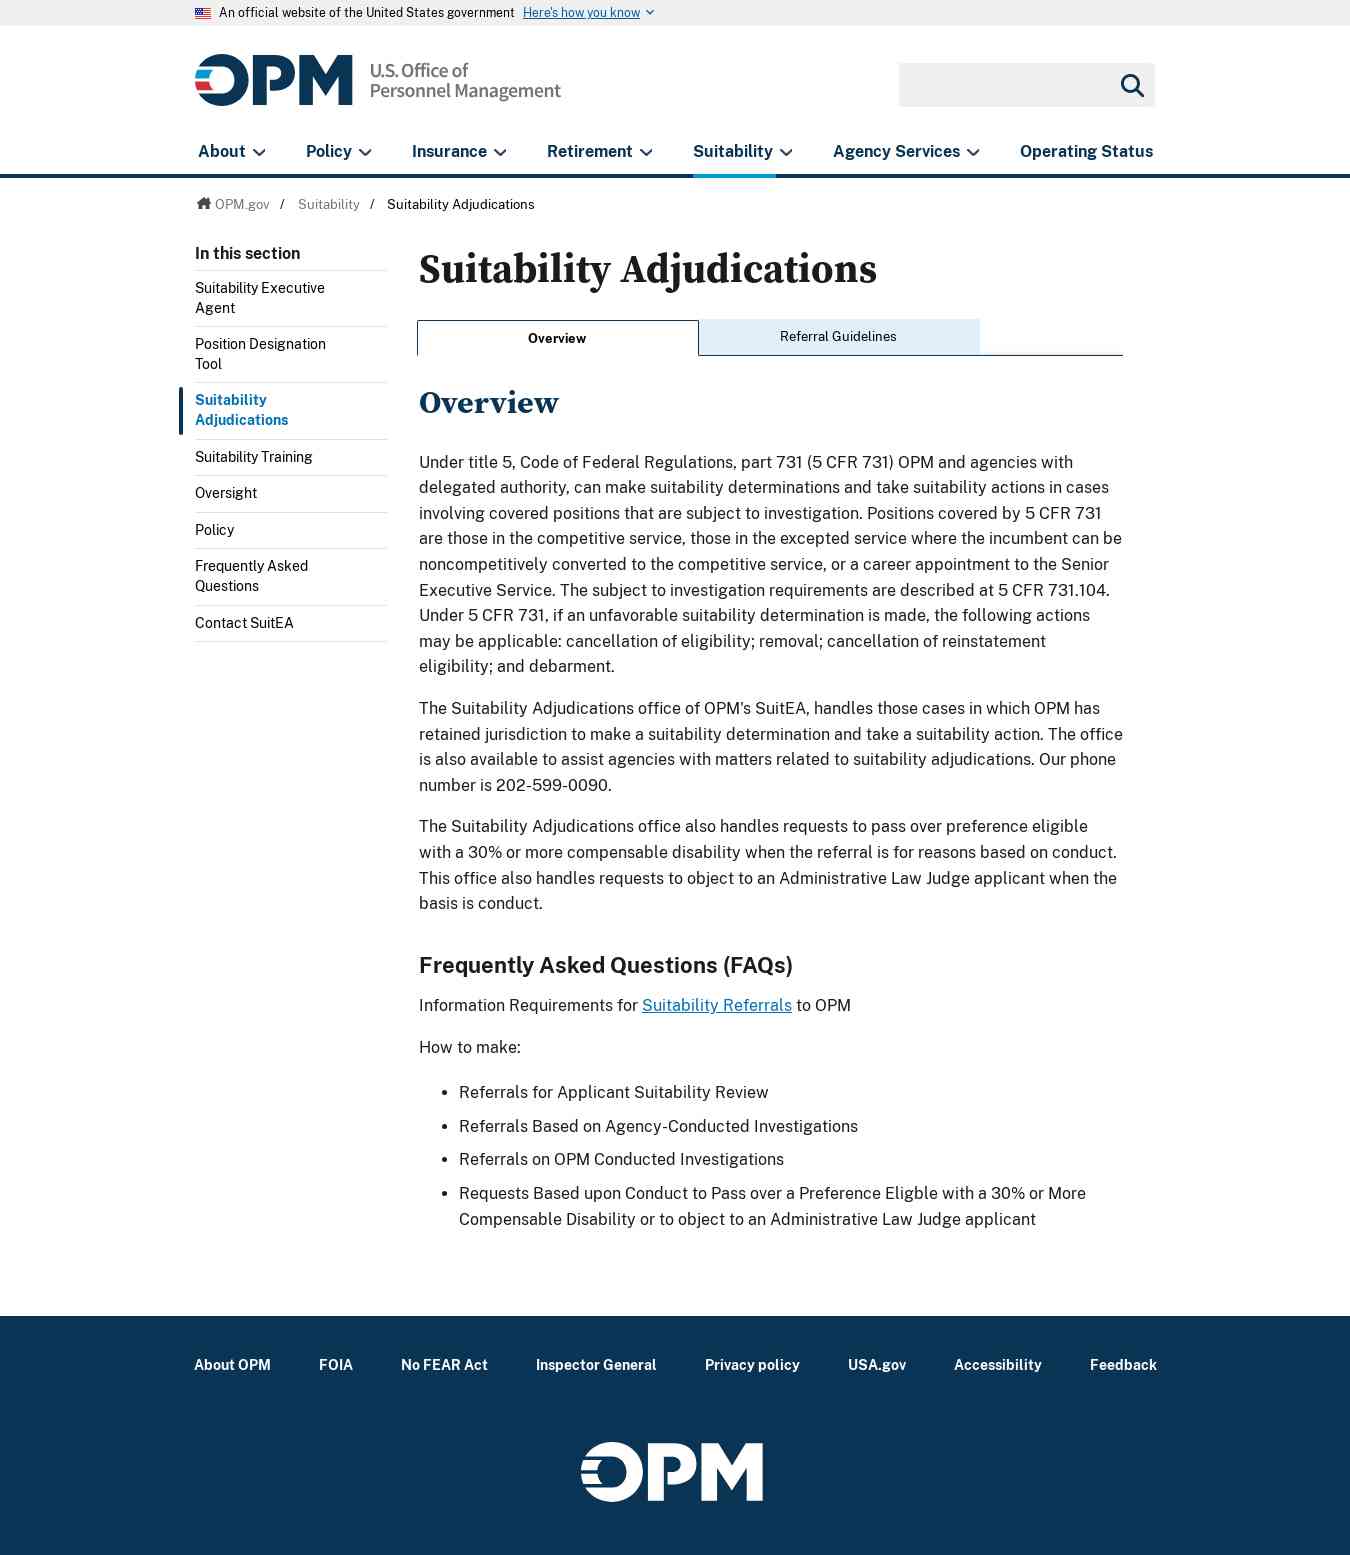 An official website of the United States government Here's how you know
OPM
U.S. Office of
Personnel Management
About Policy Insurance Retirement Suitability Agency Services Operating Status
OPM.gov / Suitability / Suitability Adjudications
In this section
Suitability Executive
Agent
Position Designation
Tool
Suitability
Adjudications
Suitability Training
Oversight
Policy
Frequently Asked
Questions
Contact SuitEA
Suitability Adjudications
Overview Referral Guidelines
Overview
Under title 5, Code of Federal Regulations, part 731 (5 CFR 731) OPM and agencies with
delegated authority, can make suitability determinations and take suitability actions in cases
involving covered positions that are subject to investigation. Positions covered by 5 CFR 731
are those in the competitive service, those in the excepted service where the incumbent can be
noncompetitively converted to the competitive service, or a career appointment to the Senior
Executive Service. The subject to investigation requirements are described at 5 CFR 731.104.
Under 5 CFR 731, if an unfavorable suitability determination is made, the following actions
may be applicable: cancellation of eligibility; removal; cancellation of reinstatement
eligibility; and debarment.
The Suitability Adjudications office of OPM's SuitEA, handles those cases in which OPM has
retained jurisdiction to make a suitability determination and take a suitability action. The office
is also available to assist agencies with matters related to suitability adjudications. Our phone
number is 202-599-0090.
The Suitability Adjudications office also handles requests to pass over preference eligible
with a 30% or more compensable disability when the referral is for reasons based on conduct.
This office also handles requests to object to an Administrative Law Judge applicant when the
basis is conduct.
Frequently Asked Questions (FAQs)
Information Requirements for Suitability Referrals to OPM
How to make:
• Referrals for Applicant Suitability Review
• Referrals Based on Agency-Conducted Investigations
• Referrals on OPM Conducted Investigations
• Requests Based upon Conduct to Pass over a Preference Eligble with a 30% or More
Compensable Disability or to object to an Administrative Law Judge applicant
About OPM FOIA No FEAR Act Inspector General Privacy policy USA.gov Accessibility Feedback
OPM